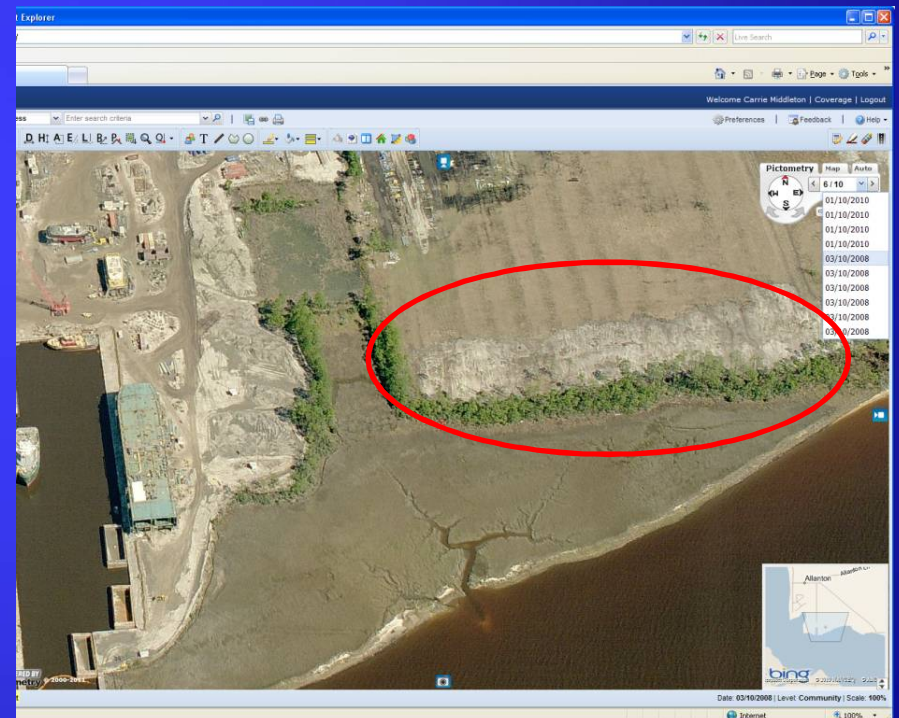 t Explorer
/
Live Search
Page
Tools
»
Welcome Carrie Middleton | Coverage | Logout
ess
Enter search criteria
Preferences | Feedback | Help
T
Pictometry Map Auto
N
E
S
6/10
01/10/2010
01/10/2010
01/10/2010
01/10/2010
03/10/2008
03/10/2008
03/10/2008
03/10/2008
03/10/2008
03/10/2008
Allanton
bing
© 2000-2011
Date: 03/10/2008 | Level: Community | Scale: 100%
Internet
100%